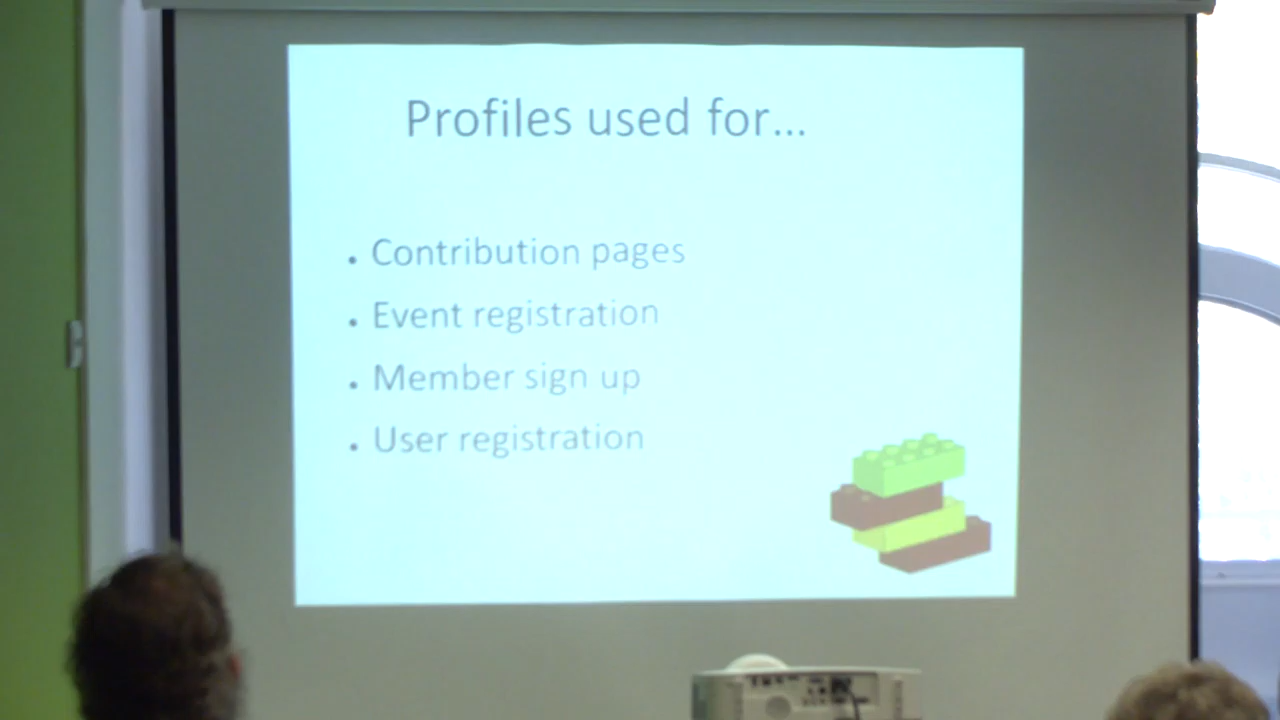 Profiles used for...
. Contribution pages
. Event registration
. Member sign up
. User registration